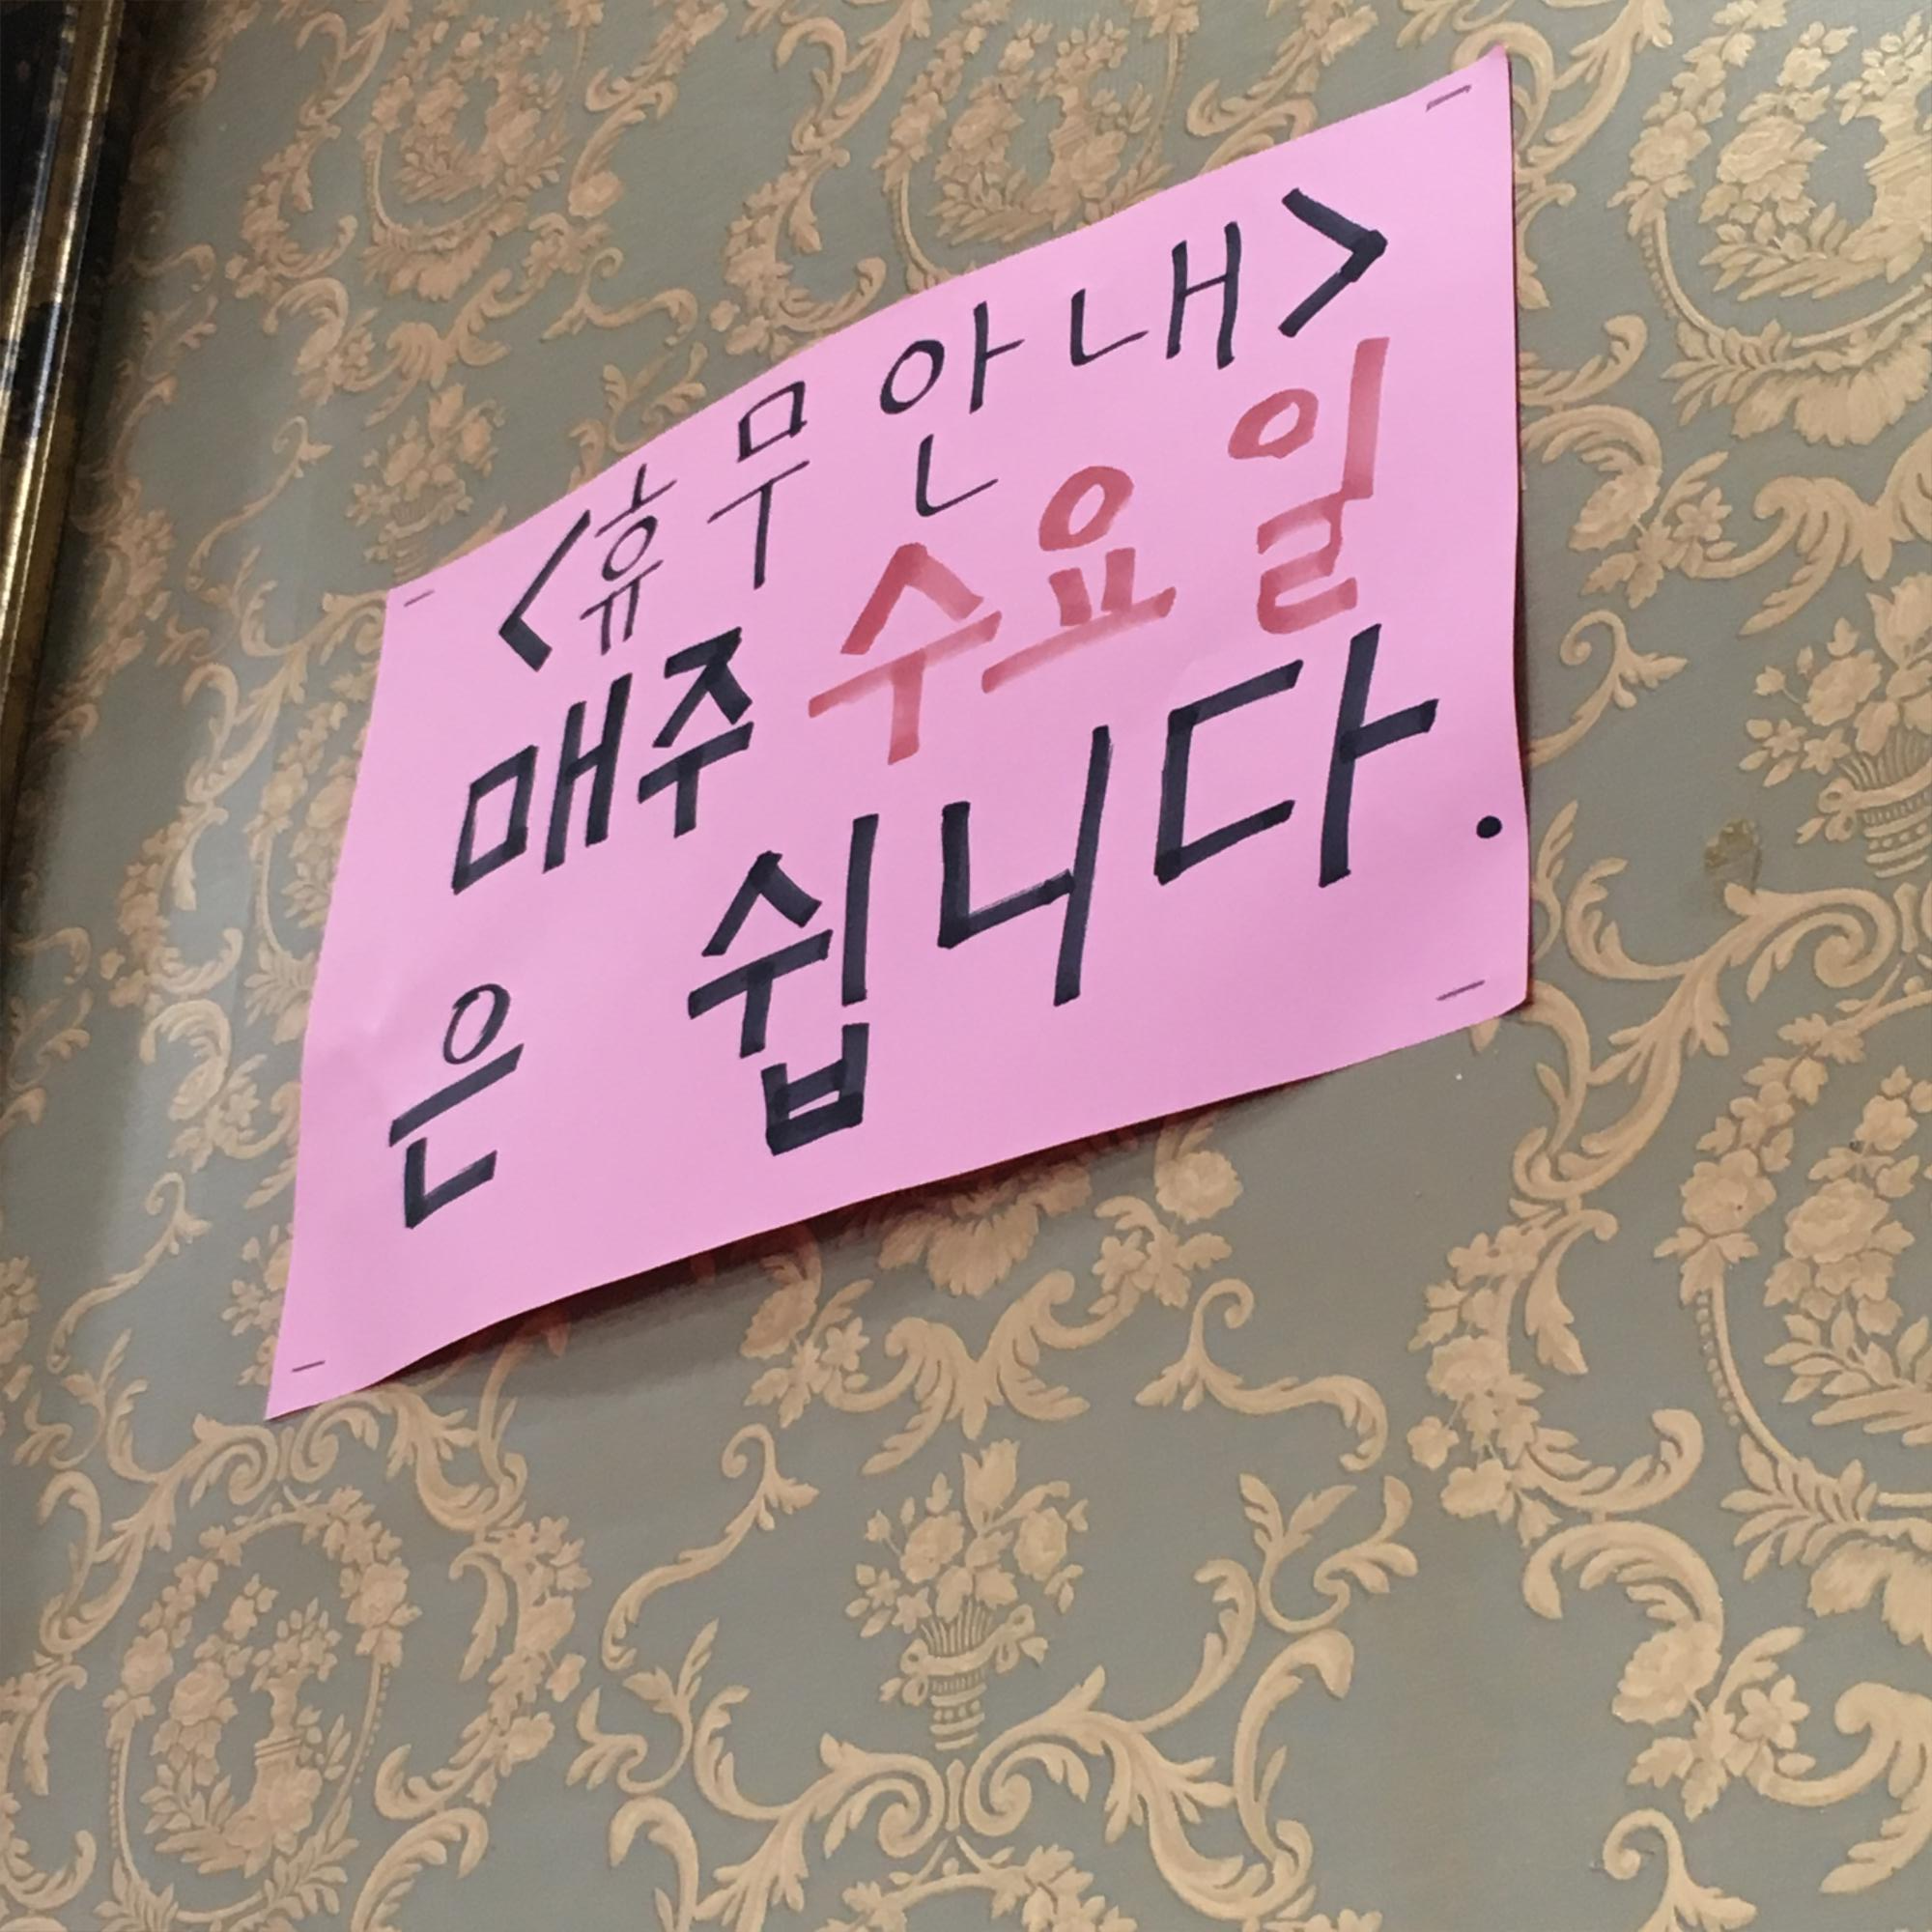 <휴무 안내>
매주 수요일
은 쉽니다.